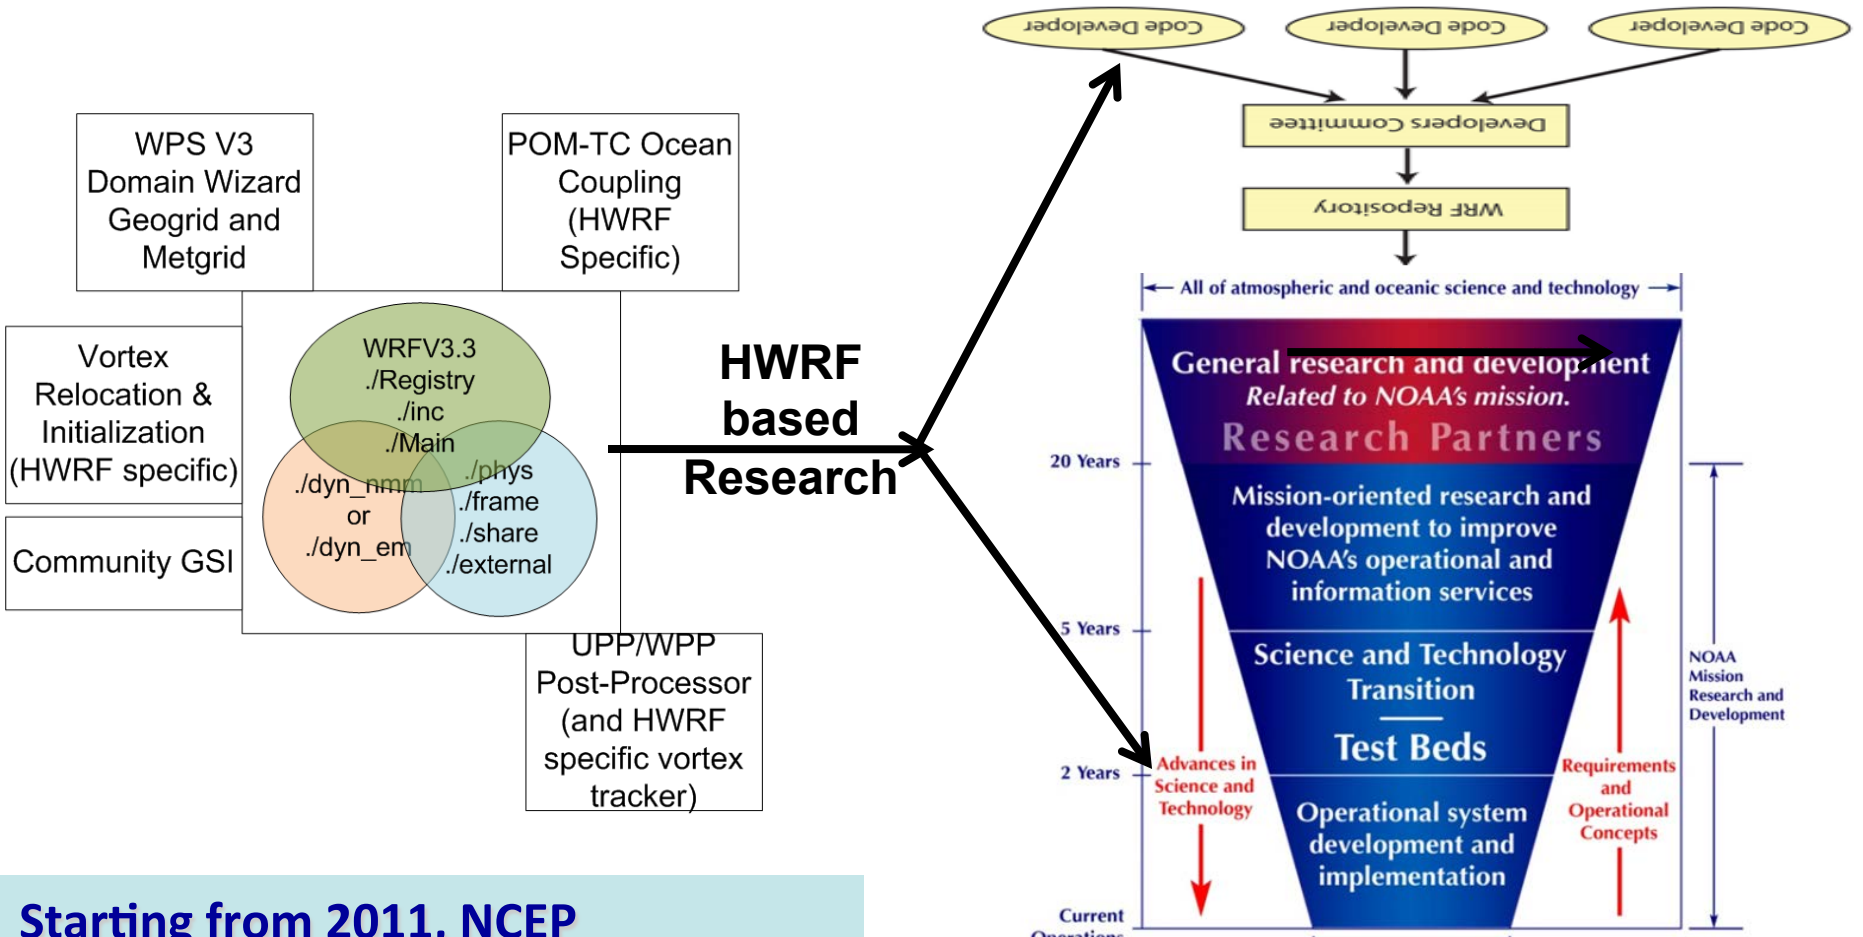 WPS V3
Domain Wizard
Geogrid and
Metgrid
POM-TC Ocean
Coupling
(HWRF
Specific)
Vortex
Relocation &
Initialization
(HWRF specific)
Community GSI
WRFV3.3
./Registry
./inc
./Main
./dyn_nmm
or
./dyn_em
./phys
./frame
./share
./external
UPP/WPP
Post-Processor
(and HWRF
specific vortex
tracker)
HWRF
based
Research
Code Developer
Code Developer
Code Developer
Developers Committee
WRF Repository
All of atmospheric and oceanic science and technology
General research and development
Related to NOAA's mission.
Research Partners
20 Years
Mission-oriented research and
development to improve
NOAA's operational and
information services
5 Years
Science and Technology
Transition
Test Beds
2 Years
Operational system
development and
implementation
Advances in
Science and
Technology
Requirements
and
Operational
Concepts
NOAA
Mission
Research and
Development
Current
Operations
Starting from 2011, NCEP